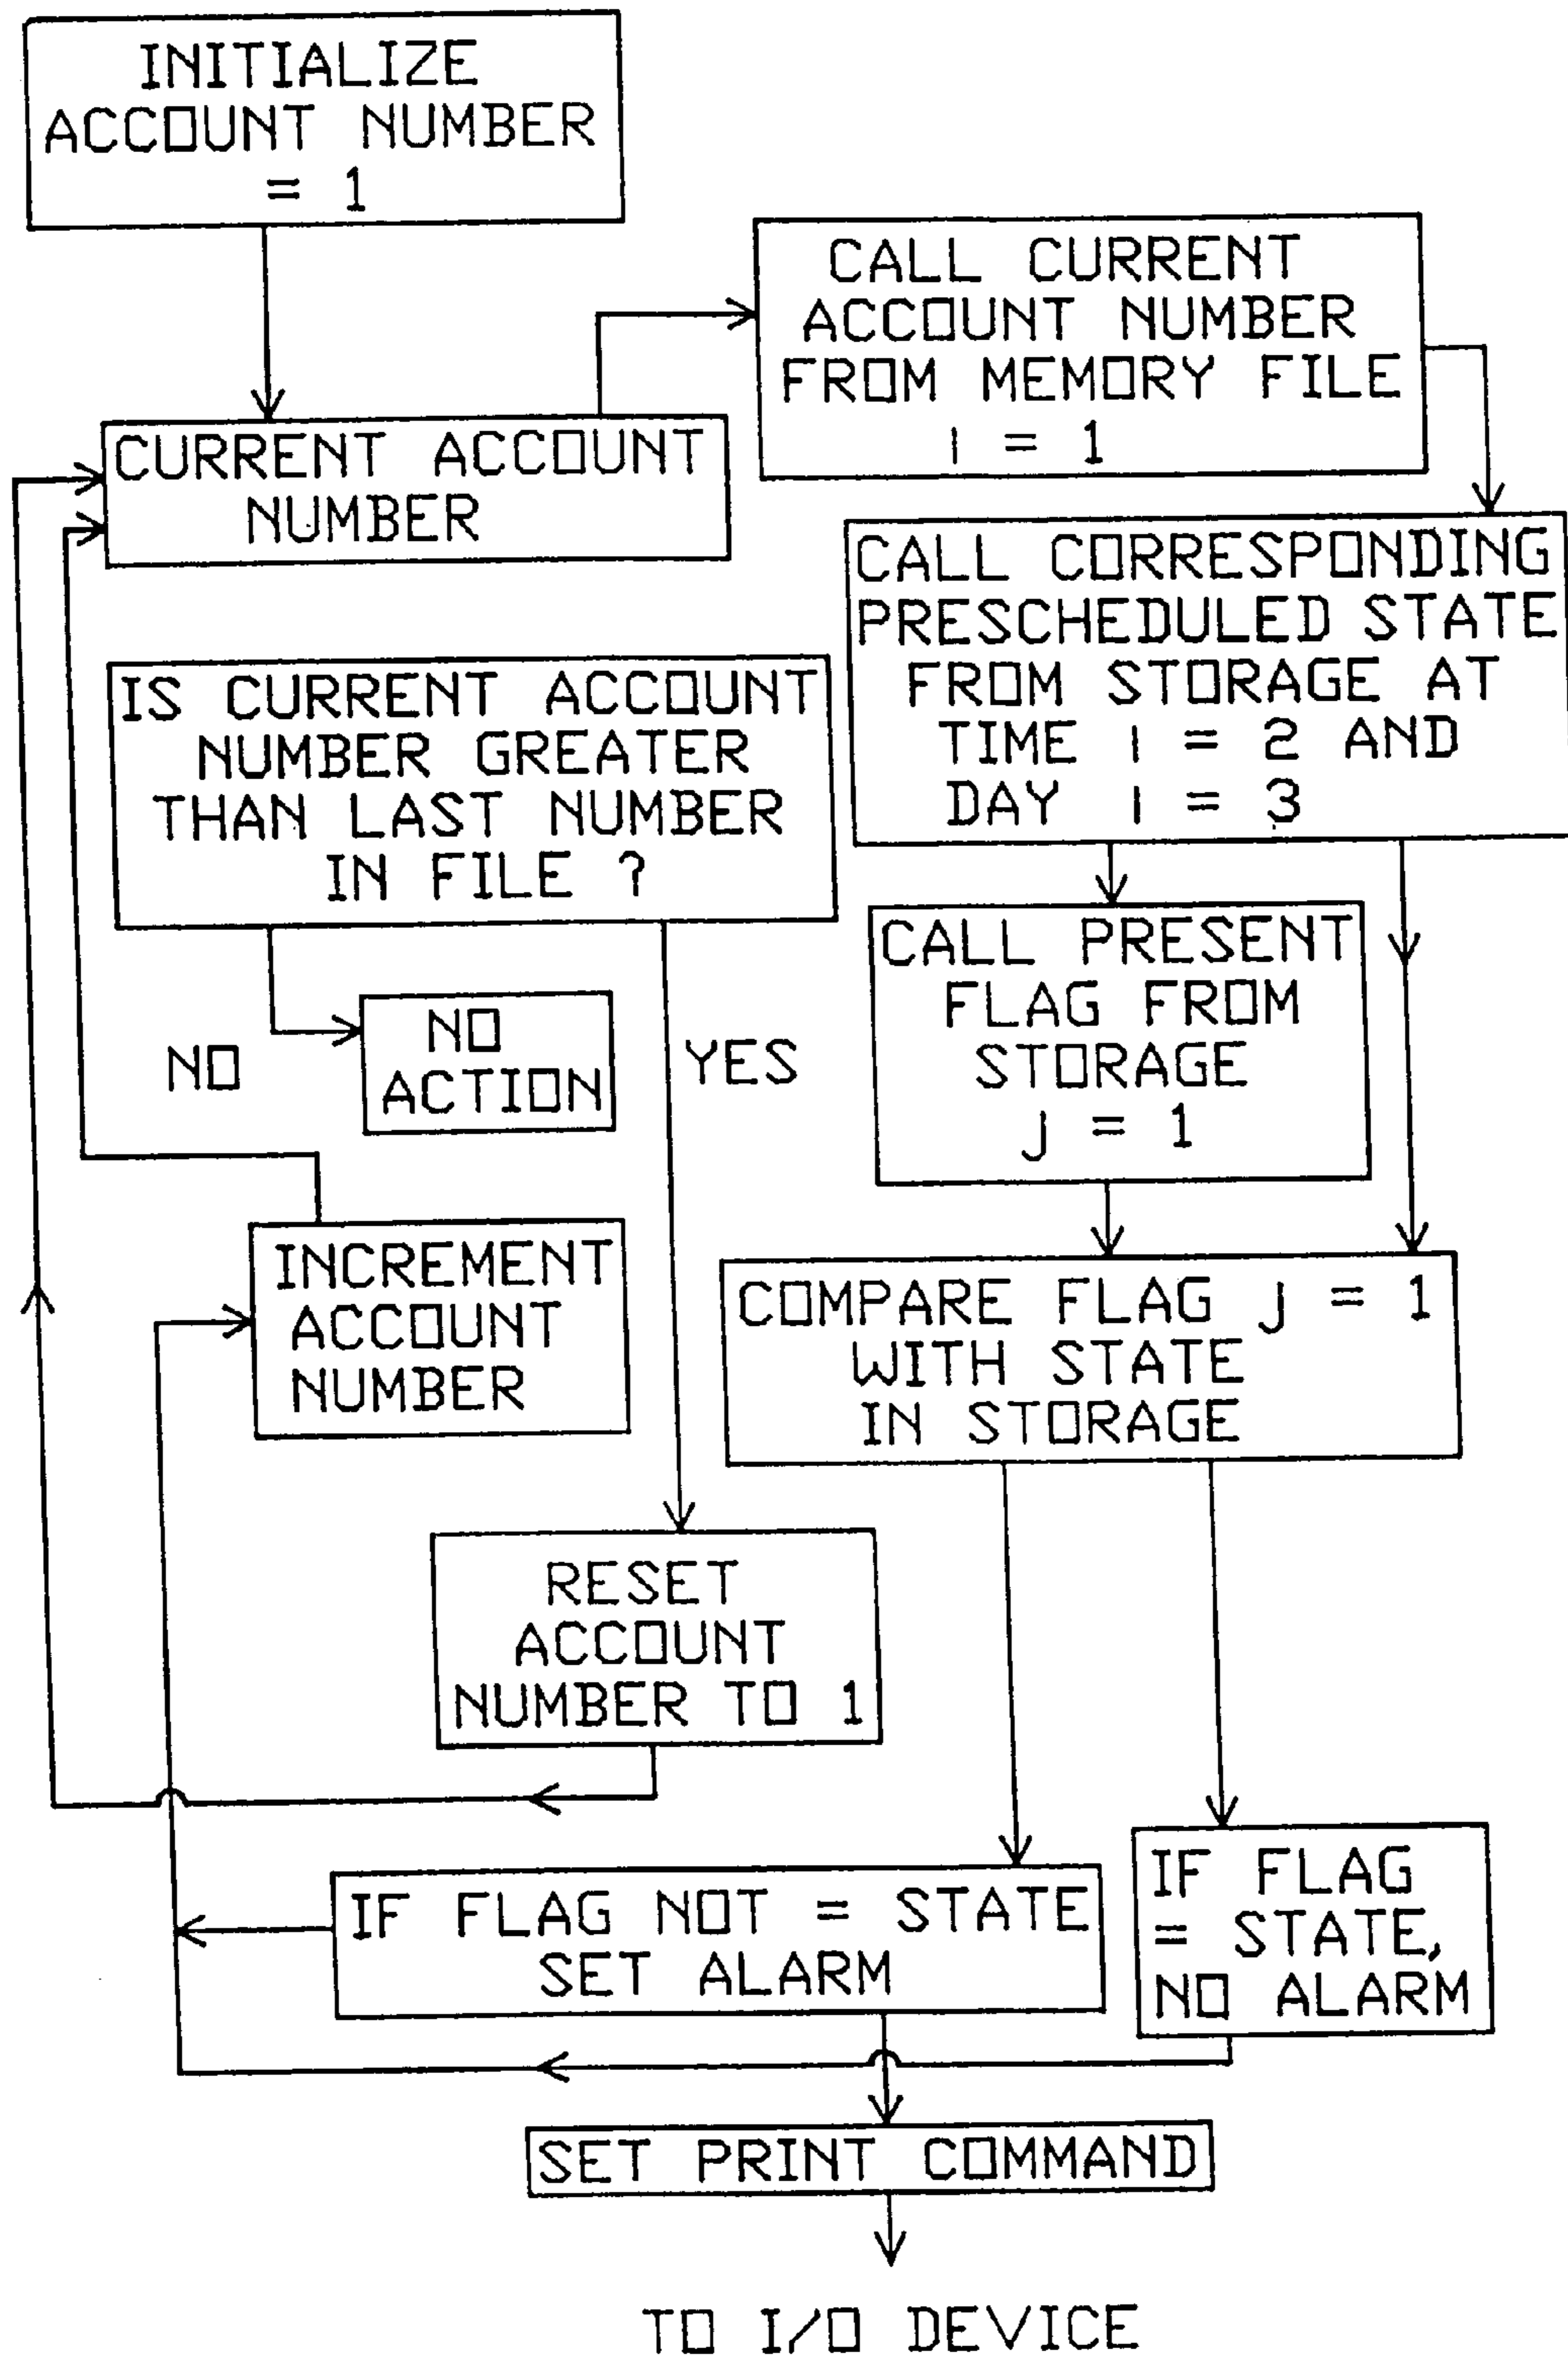 INITIALIZE
ACCOUNT NUMBER
= 1
CALL CURRENT
ACCOUNT NUMBER
FROM MEMORY FILE
i = 1
CURRENT ACCOUNT
NUMBER
CALL CORRESPONDING
PRESCHEDULED STATE
FROM STORAGE AT
TIME i = 2 AND
DAY i = 3
IS CURRENT ACCOUNT
NUMBER GREATER
THAN LAST NUMBER
IN FILE ?
CALL PRESENT
FLAG FROM
STORAGE
j = 1
NO
ACTION
NO
YES
INCREMENT
ACCOUNT
NUMBER
COMPARE FLAG j = 1
WITH STATE
IN STORAGE
RESET
ACCOUNT
NUMBER TO 1
IF FLAG NOT = STATE
SET ALARM
IF FLAG
= STATE,
NO ALARM
SET PRINT COMMAND
TO I/O DEVICE